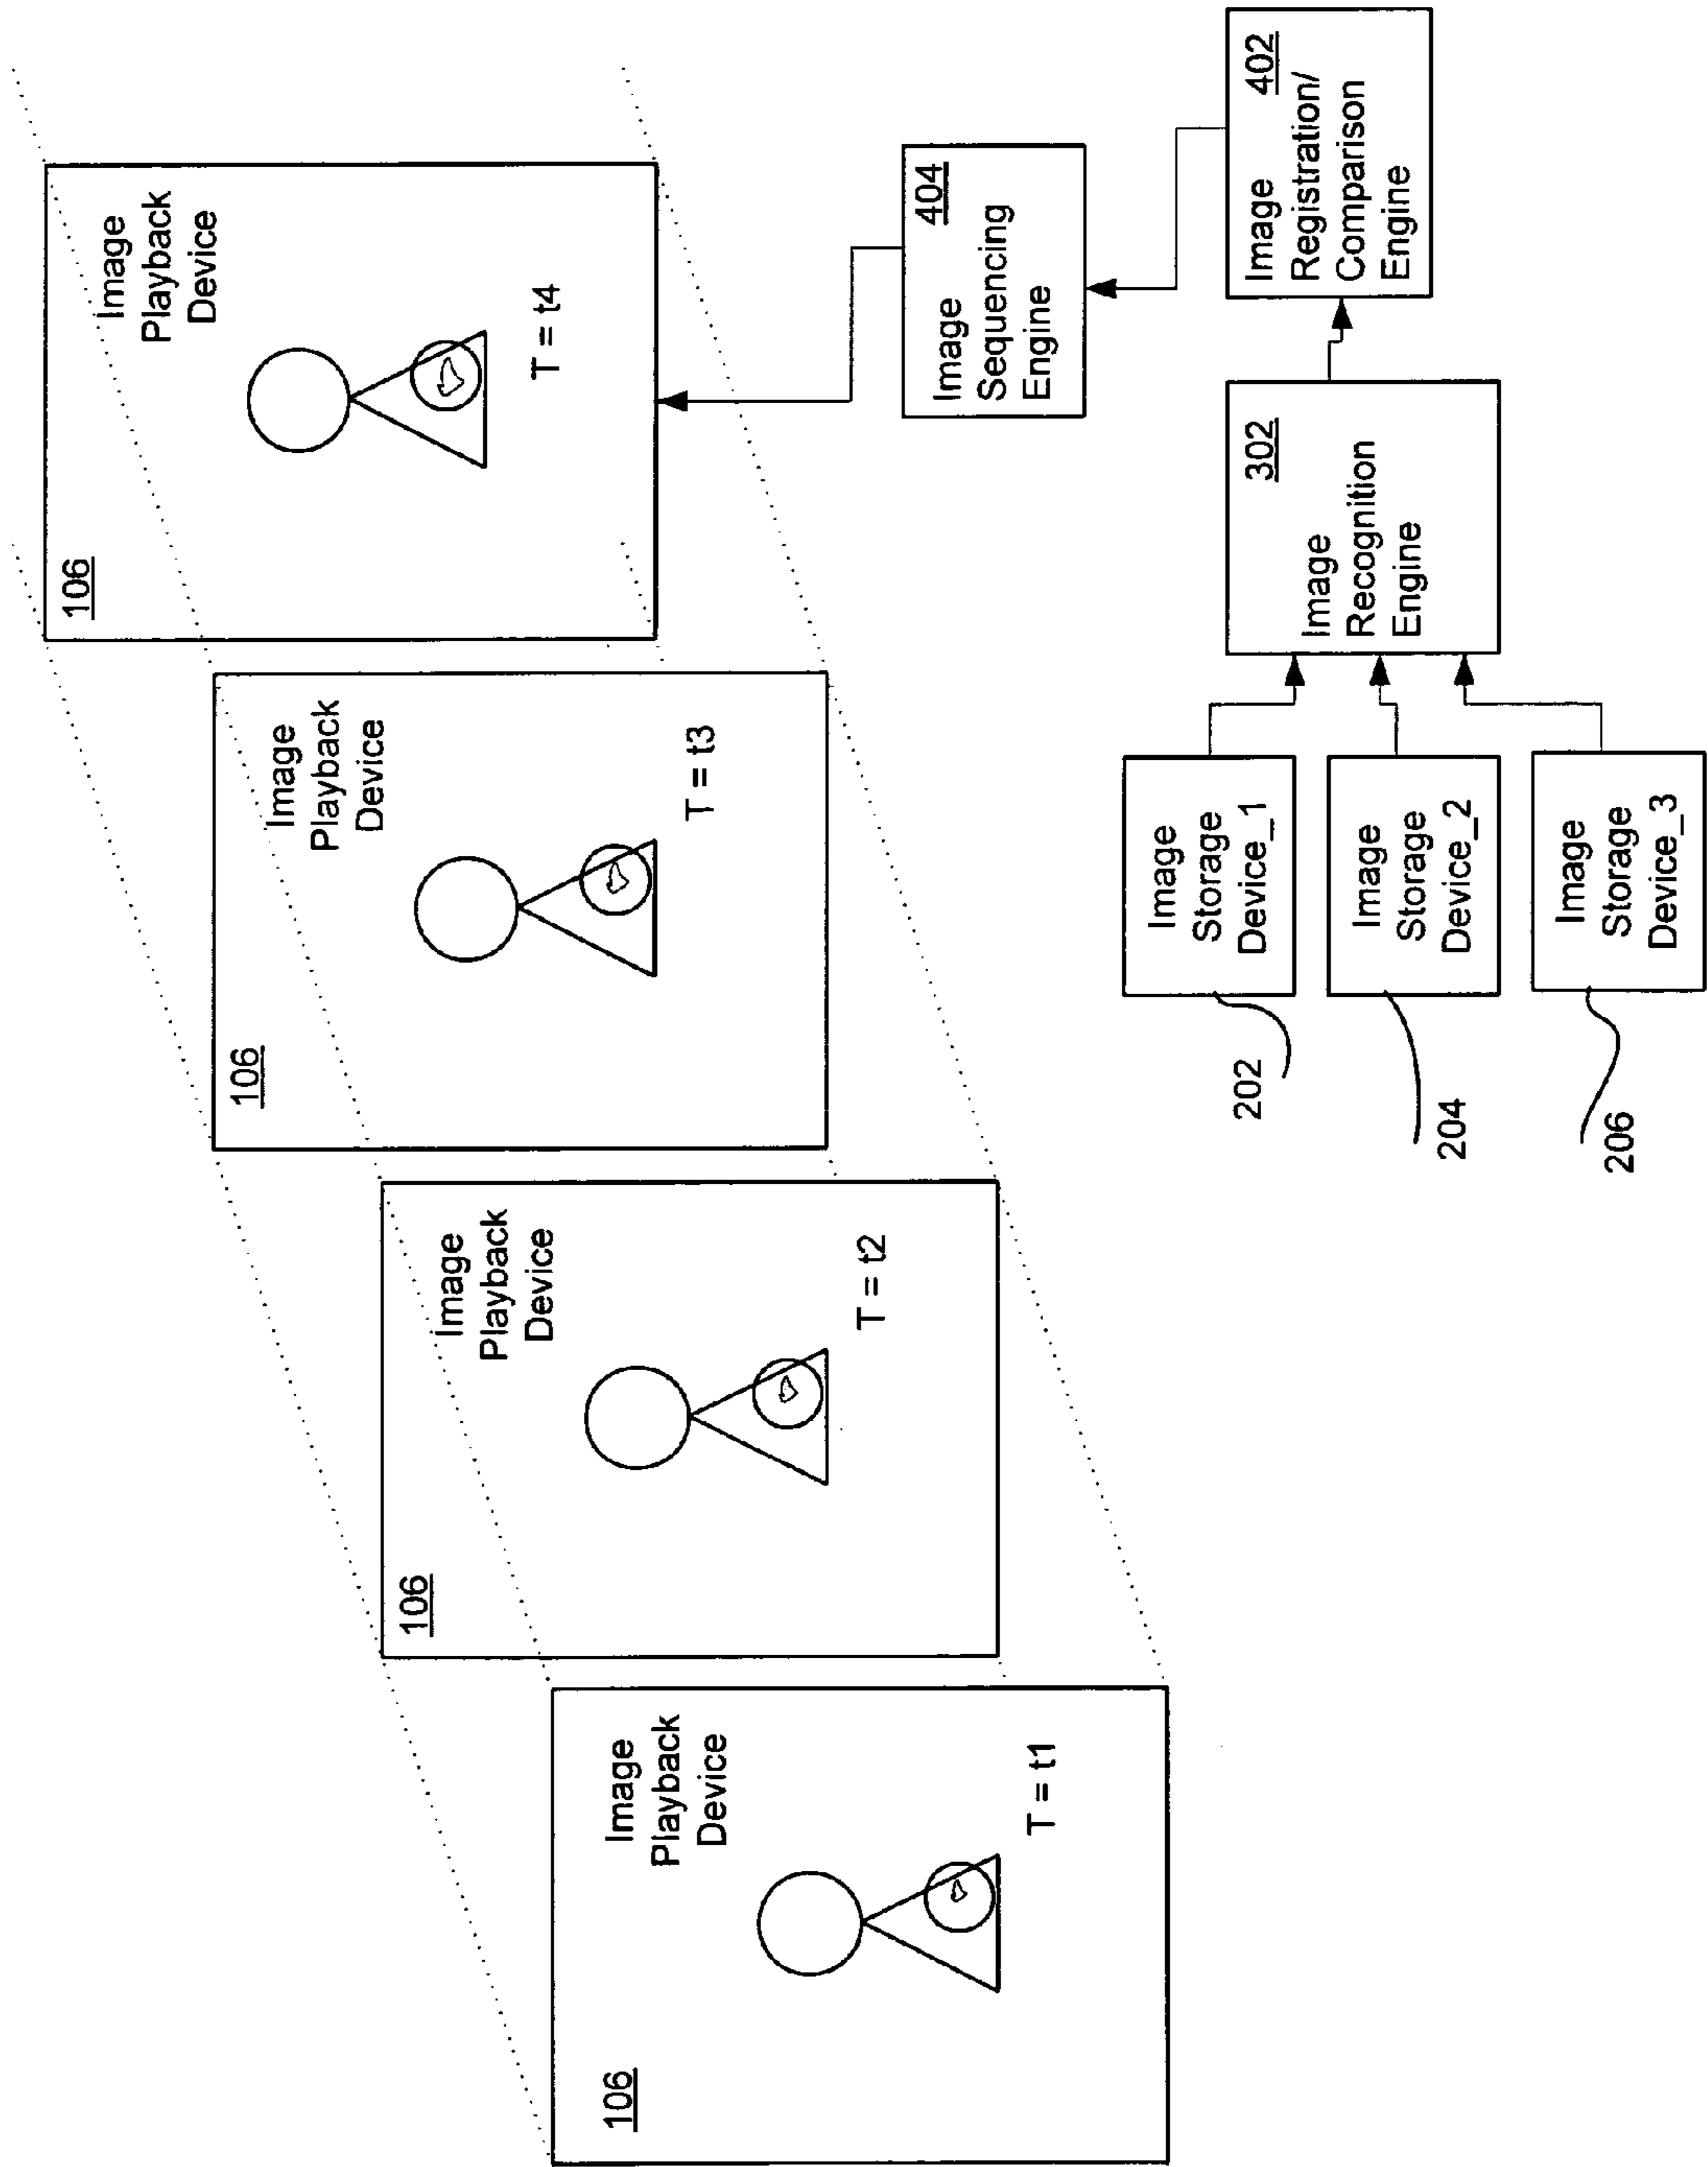 106
Image
Playback
Device
T = t1
106
Image
Playback
Device
T = t2
106
Image
Playback
Device
T = t3
106
Image
Playback
Device
T = t4
404
Image
Sequencing
Engine
202
Image
Storage
Device_1
204
Image
Storage
Device_2
206
Image
Storage
Device_3
302
Image
Recognition
Engine
402
Image
Registration/
Comparison
Engine